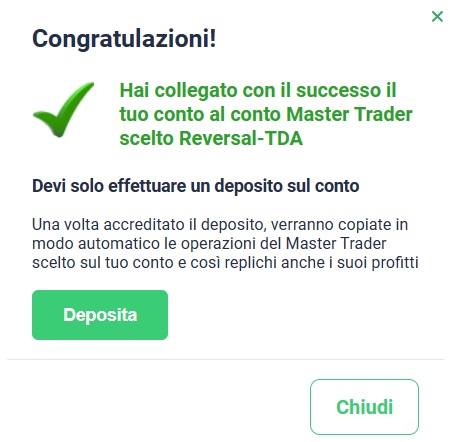 Congratulazioni!
Hai collegato con il successo il
tuo conto al conto Master Trader
scelto Reversal-TDA
Devi solo effettuare un deposito sul conto
Una volta accreditato il deposito, verranno copiate in
modo automatico le operazioni del Master Trader
scelto sul tuo conto e così replichi anche i suoi profitti
Deposita
Chiudi